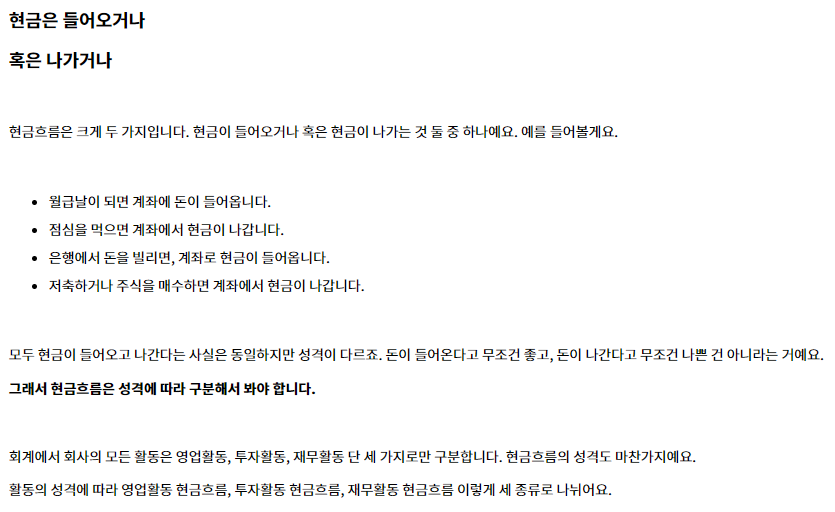 현금은 들어오거나
혹은 나가거나
현금흐름은 크게 두 가지입니다. 현금이 들어오거나 혹은 현금이 나가는 것 둘 중 하나예요. 예를 들어볼게요.
• 월급날이 되면 계좌에 돈이 들어옵니다.
• 점심을 먹으면 계좌에서 현금이 나갑니다.
• 은행에서 돈을 빌리면, 계좌로 현금이 들어옵니다.
• 저축하거나 주식을 매수하면 계좌에서 현금이 나갑니다.
모두 현금이 들어오고 나간다는 사실은 동일하지만 성격이 다르죠. 돈이 들어온다고 무조건 좋고, 돈이 나간다고 무조건 나쁜 건 아니라는 거예요.
그래서 현금흐름은 성격에 따라 구분해서 봐야 합니다.
회계에서 회사의 모든 활동은 영업활동, 투자활동, 재무활동 단 세 가지로만 구분합니다. 현금흐름의 성격도 마찬가지예요.
활동의 성격에 따라 영업활동 현금흐름, 투자활동 현금흐름, 재무활동 현금흐름 이렇게 세 종류로 나뉘어요.